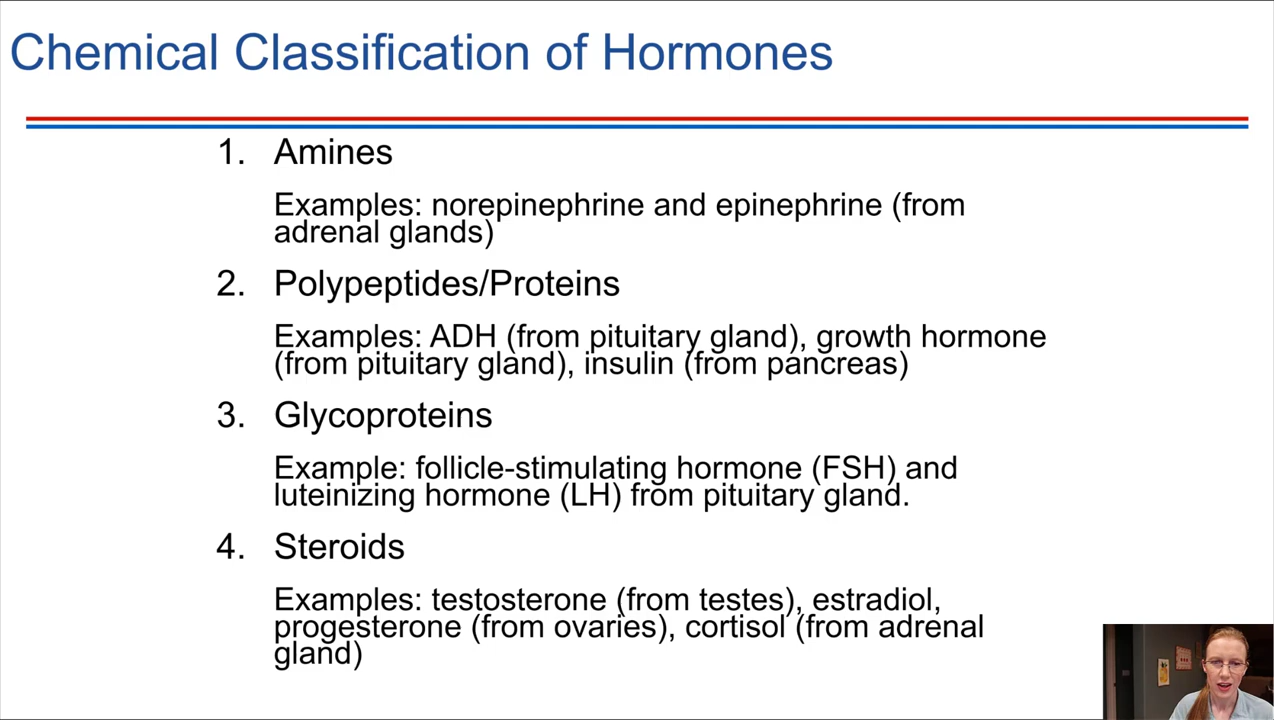 Chemical Classification of Hormones
1. Amines
Examples: norepinephrine and epinephrine (from
adrenal glands)
2. Polypeptides/Proteins
Examples: ADH (from pituitary gland), growth hormone
(from pituitary gland), insulin (from pancreas)
3. Glycoproteins
Example: follicle-stimulating hormone (FSH) and
luteinizing hormone (LH) from pituitary gland.
4. Steroids
Examples: testosterone (from testes), estradiol,
progesterone (from ovaries), cortisol (from adrenal
gland)